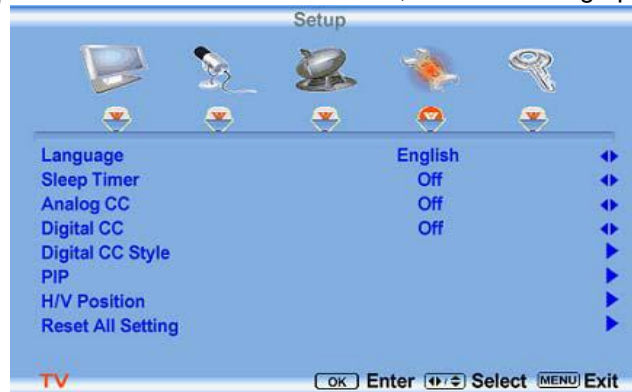 Setup
Language English
Sleep Timer Off
Analog CC Off
Digital CC Off
Digital CC Style
PIP
H/V Position
Reset All Setting
TV OK Enter Select MENU Exit